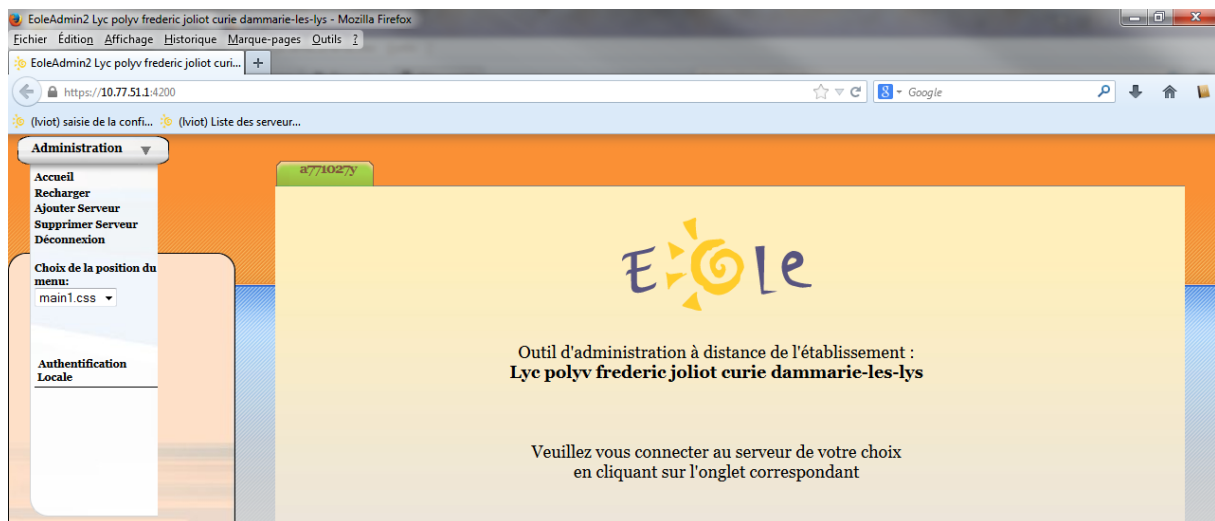 EoleAdmin2 Lyc polyv frederic joliot curie dammarie-les-lys - Mozilla Firefox
Fichier Édition Affichage Historique Marque-pages Outils ?
EoleAdmin2 Lyc polyv frederic joliot curi... +
https://10.77.51.1:4200
8 Google
(lviot) saisie de la confi... (lviot) Liste des serveur...
Administration
Accueil
Recharger
Ajouter Serveur
Supprimer Serveur
Déconnexion
Choix de la position du
menu:
main1.css
Authentification
Locale
a771027y
EOLE
Outil d'administration à distance de l'établissement :
Lyc polyv frederic joliot curie dammarie-les-lys
Veuillez vous connecter au serveur de votre choix
en cliquant sur l'onglet correspondant